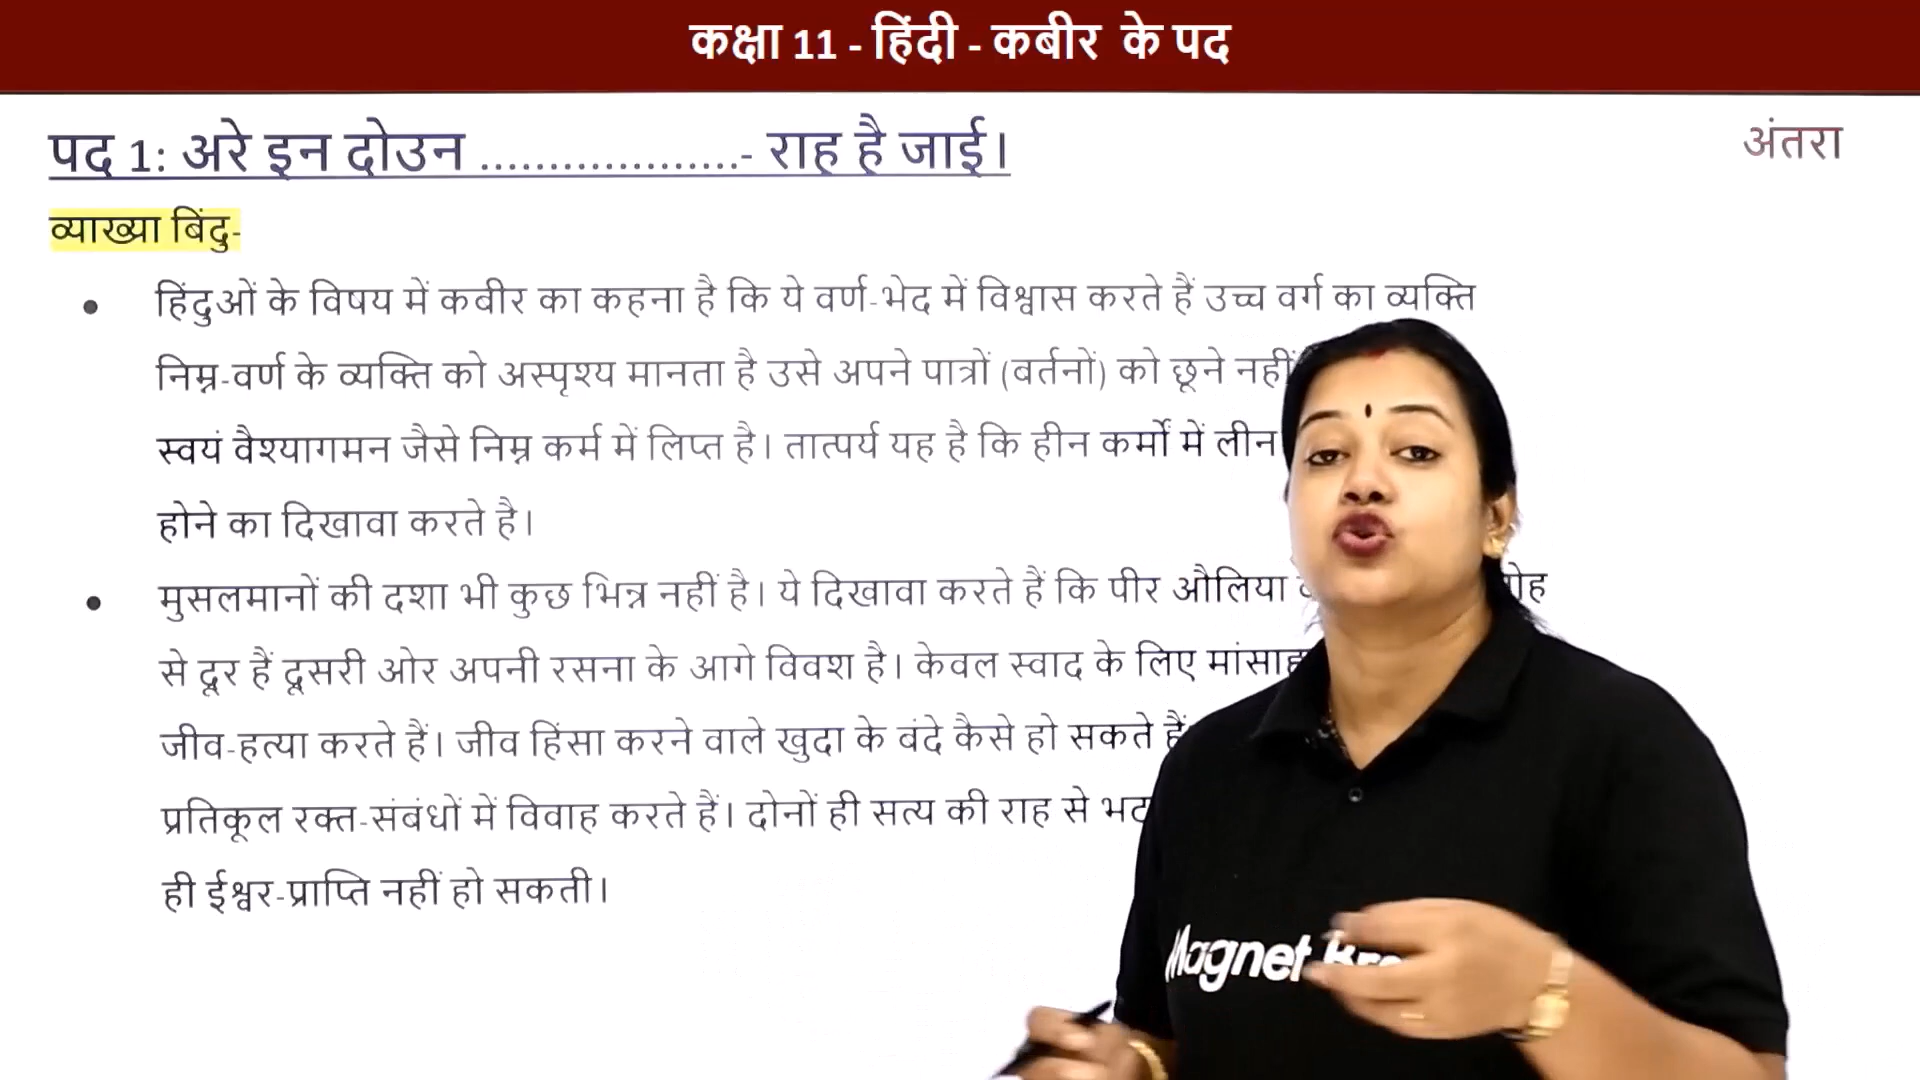 कक्षा 11 - हिंदी - कबीर के पद
पद 1: अरे इन दोउन ...................- राह है जाई।
अंतरा
व्याख्या बिंदु-
• हिंदुओं के विषय में कबीर का कहना है कि ये वर्ण-भेद में विश्वास करते हैं उच्च वर्ग का व्यक्ति
निम्न-वर्ण के व्यक्ति को अस्पृश्य मानता है उसे अपने पात्रों (बर्तनों) को छूने नहीं
स्वयं वैश्यागमन जैसे निम्न कर्म में लिप्त है। तात्पर्य यह है कि हीन कर्मों में लीन
होने का दिखावा करते है।
• मुसलमानों की दशा भी कुछ भिन्न नहीं है। ये दिखावा करते हैं कि पीर औलिया
से दूर हैं दूसरी ओर अपनी रसना के आगे विवश है। केवल स्वाद के लिए
जीव-हत्या करते हैं। जीव हिंसा करने वाले खुदा के बंदे कैसे हो सकते हैं
प्रतिकूल रक्त-संबंधों में विवाह करते हैं। दोनों ही सत्य की राह से
ही ईश्वर-प्राप्ति नहीं हो सकती।
Magnet